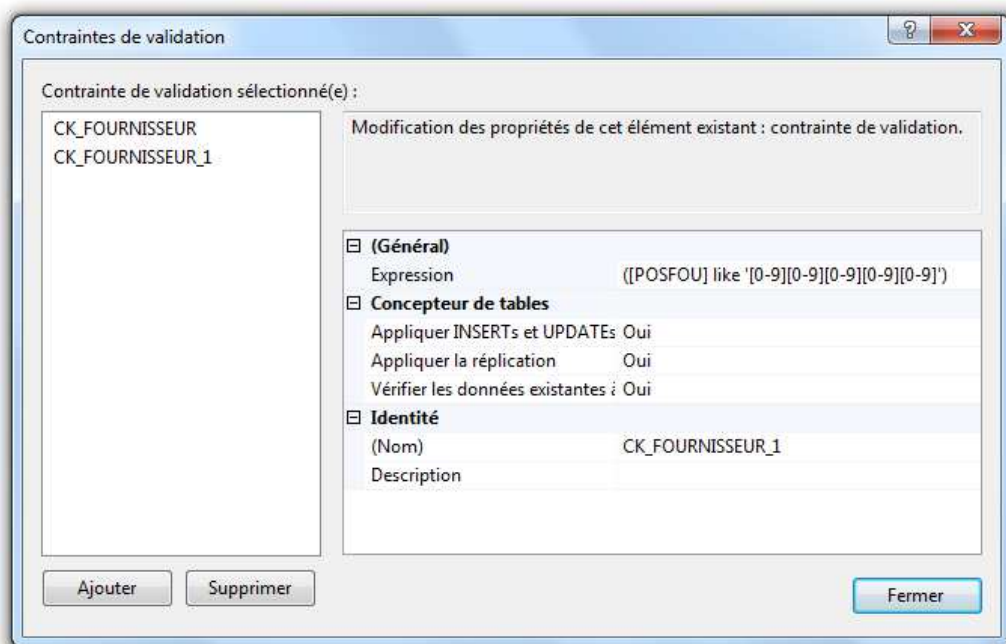 Contraintes de validation
Contrainte de validation sélectionné(e) :
CK_FOURNISSEUR
CK_FOURNISSEUR_1
Modification des propriétés de cet élément existant : contrainte de validation.
(Général)
Expression ([POSFOU] like '[0-9][0-9][0-9][0-9][0-9]')
Concepteur de tables
Appliquer INSERTs et UPDATEs Oui
Appliquer la réplication Oui
Vérifier les données existantes Oui
Identité
(Nom) CK_FOURNISSEUR_1
Description
Ajouter Supprimer
Fermer